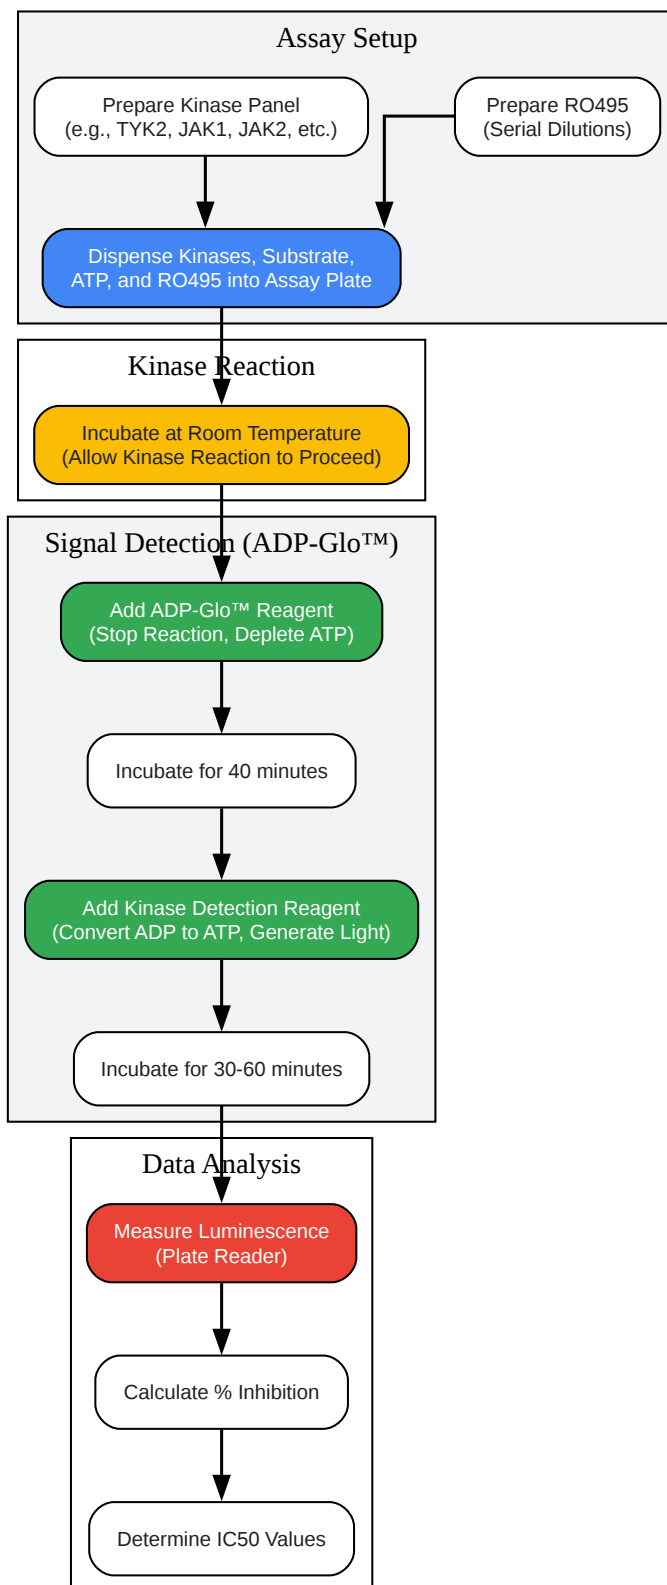 Assay Setup
Prepare Kinase Panel
(e.g., TYK2, JAK1, JAK2, etc.)
Prepare RO495
(Serial Dilutions)
Dispense Kinases, Substrate,
ATP, and RO495 into Assay Plate
Kinase Reaction
Incubate at Room Temperature
(Allow Kinase Reaction to Proceed)
Signal Detection (ADP-Glo™)
Add ADP-Glo™ Reagent
(Stop Reaction, Deplete ATP)
Incubate for 40 minutes
Add Kinase Detection Reagent
(Convert ADP to ATP, Generate Light)
Incubate for 30-60 minutes
Data Analysis
Measure Luminescence
(Plate Reader)
Calculate % Inhibition
Determine IC50 Values